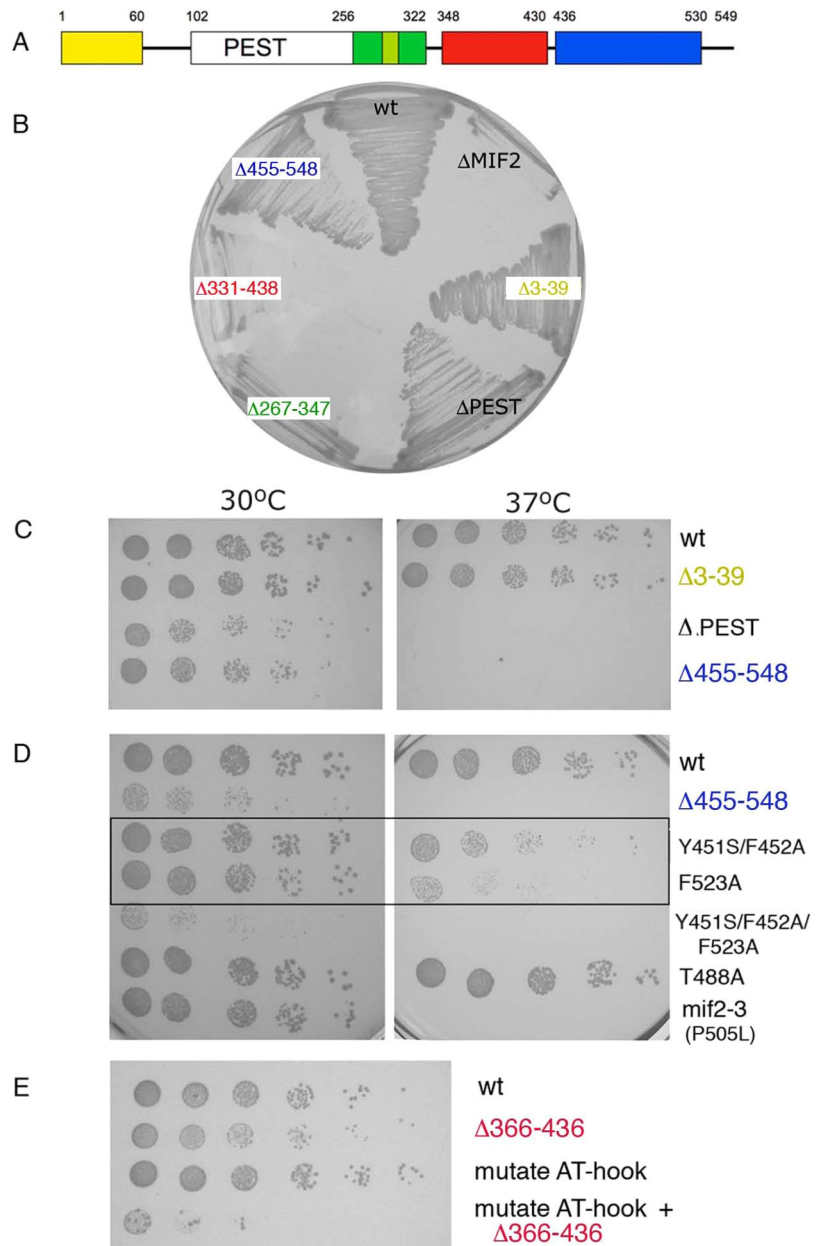 1 60 102 256 322 348 430 436 530 549
A
PEST
B
wt
Δ455-548
ΔMIF2
Δ331-438
Δ3-39
Δ267-347
ΔPEST
30°C 37°C
C
wt
Δ3-39
Δ.PEST
Δ455-548
D
wt
Δ455-548
Y451S/F452A
F523A
Y451S/F452A/
F523A
T488A
mif2-3
(P505L)
E
wt
Δ366-436
mutate AT-hook
mutate AT-hook +
Δ366-436